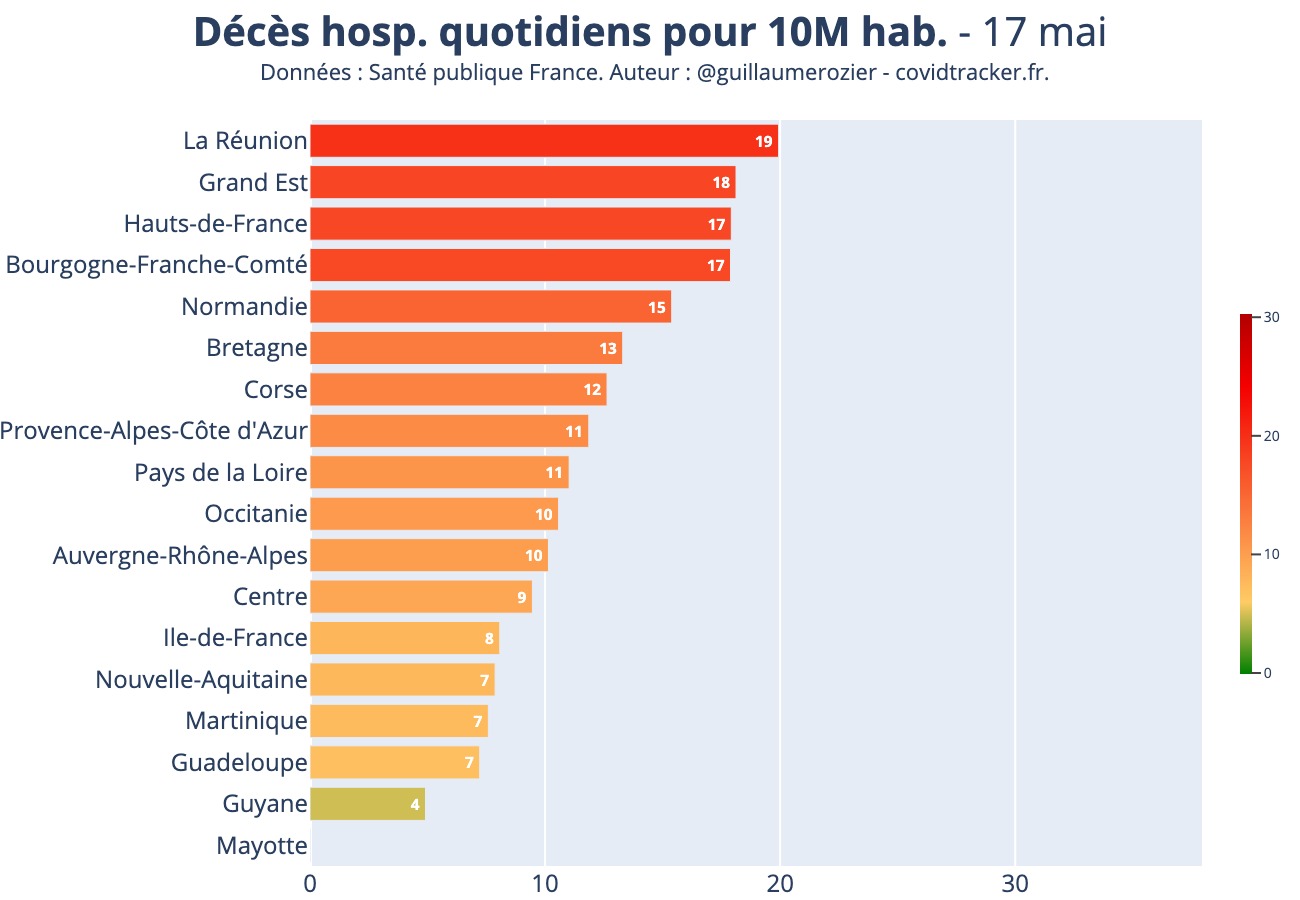 Décès hosp. quotidiens pour 10M hab. - 17 mai
Données : Santé publique France. Auteur : @guillaumerozier - covidtracker.fr.
La Réunion 19
Grand Est 18
Hauts-de-France 17
Bourgogne-Franche-Comté 17
Normandie 15
30
Bretagne 13
Corse 12
Provence-Alpes-Côte d'Azur 11
20
Pays de la Loire 11
Occitanie 10
Auvergne-Rhône-Alpes 10
10
Centre 9
Ile-de-France 8
0
Nouvelle-Aquitaine 7
Martinique 7
Guadeloupe 7
Guyane 4
Mayotte
0 10 20 30